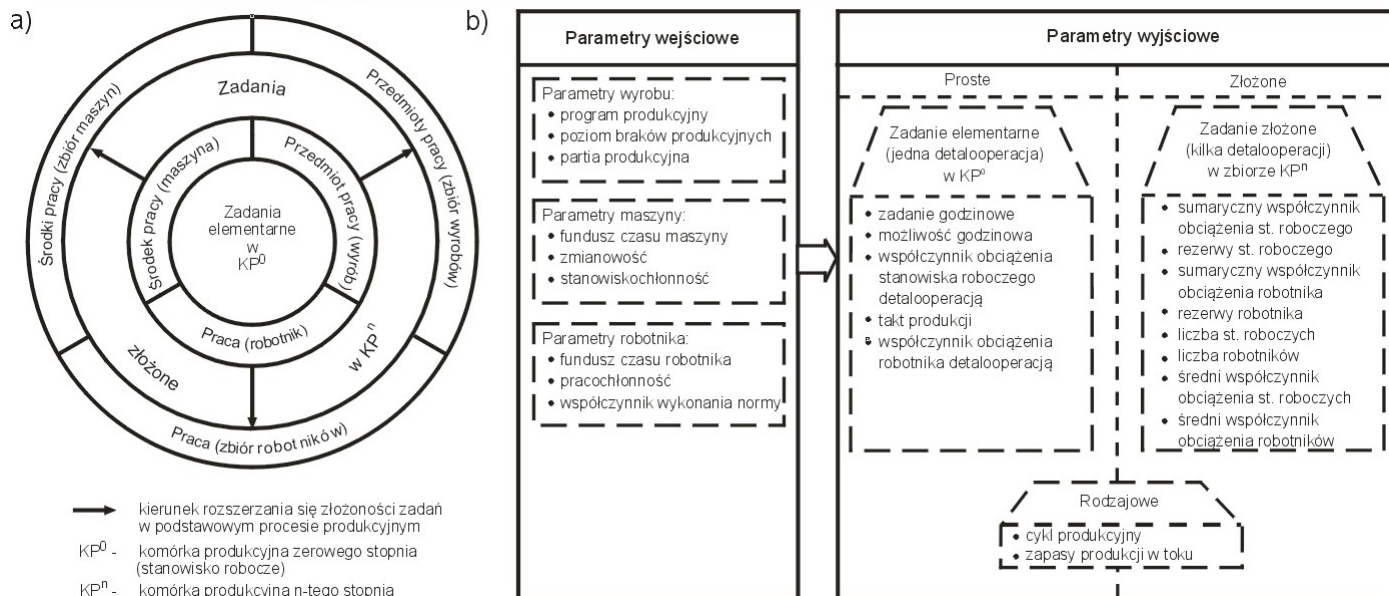 a)
Środki pracy (zbiór maszyn)
Przedmioty pracy (zbiór wyrobów)
Praca (zbiór robotników)
Zadania
złożone
w KPⁿ
Środek pracy (maszyna)
Przedmiot pracy (wyrób)
Praca (robotnik)
Zadania
elementarne
w
KP⁰
kierunek rozszerzania się złożoności zadań
w podstawowym procesie produkcyjnym
KP⁰ - komórka produkcyjna zerowego stopnia
(stanowisko robocze)
KPⁿ - komórka produkcyjna n-tego stopnia
b)
Parametry wejściowe
Parametry wyrobu:
• program produkcyjny
• poziom braków produkcyjnych
• partia produkcyjna
Parametry maszyny:
• fundusz czasu maszyny
• zmianowość
• stanowiskochłonność
Parametry robotnika:
• fundusz czasu robotnika
• pracochłonność
• współczynnik wykonania normy
Parametry wyjściowe
Proste
Zadanie elementarne
(jedna detalooperacja)
w KP⁰
• zadanie godzinowe
• możliwość godzinowa
• współczynnik obciążenia
stanowiska roboczego
detalooperacją
• takt produkcji
• współczynnik obciążenia
robotnika detalooperacją
Złożone
Zadanie złożone
(kilka detalooperacji)
w zbiorze KPⁿ
• sumaryczny współczynnik
obciążenia st. roboczego
• rezerwy st. roboczego
• sumaryczny współczynnik
obciążenia robotnika
• rezerwy robotnika
• liczba st. roboczych
• liczba robotników
• średni współczynnik
obciążenia st. roboczych
• średni współczynnik
obciążenia robotników
Rodzajowe
• cykl produkcyjny
• zapasy produkcji w toku